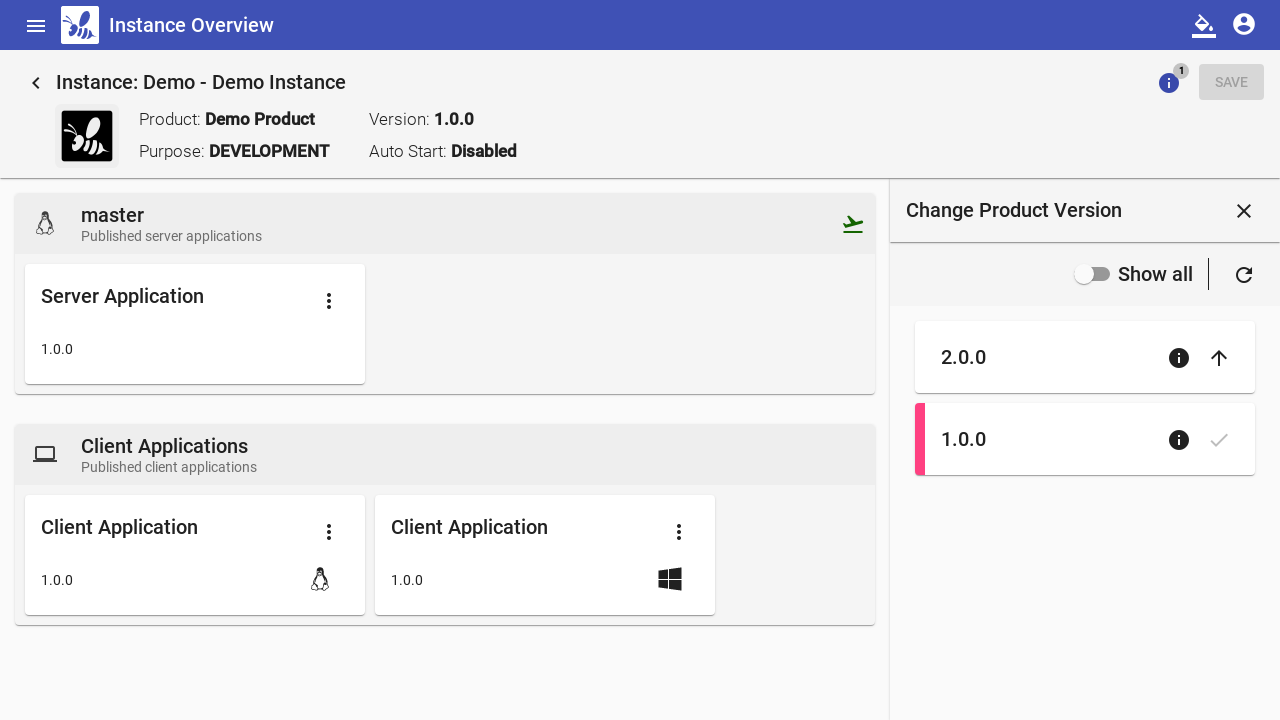 Instance Overview
Instance: Demo - Demo Instance
1
SAVE
Product: Demo Product
Version: 1.0.0
Purpose: DEVELOPMENT
Auto Start: Disabled
master
Published server applications
Server Application
1.0.0
Client Applications
Published client applications
Client Application
1.0.0
Client Application
1.0.0
Change Product Version
Show all
2.0.0
1.0.0